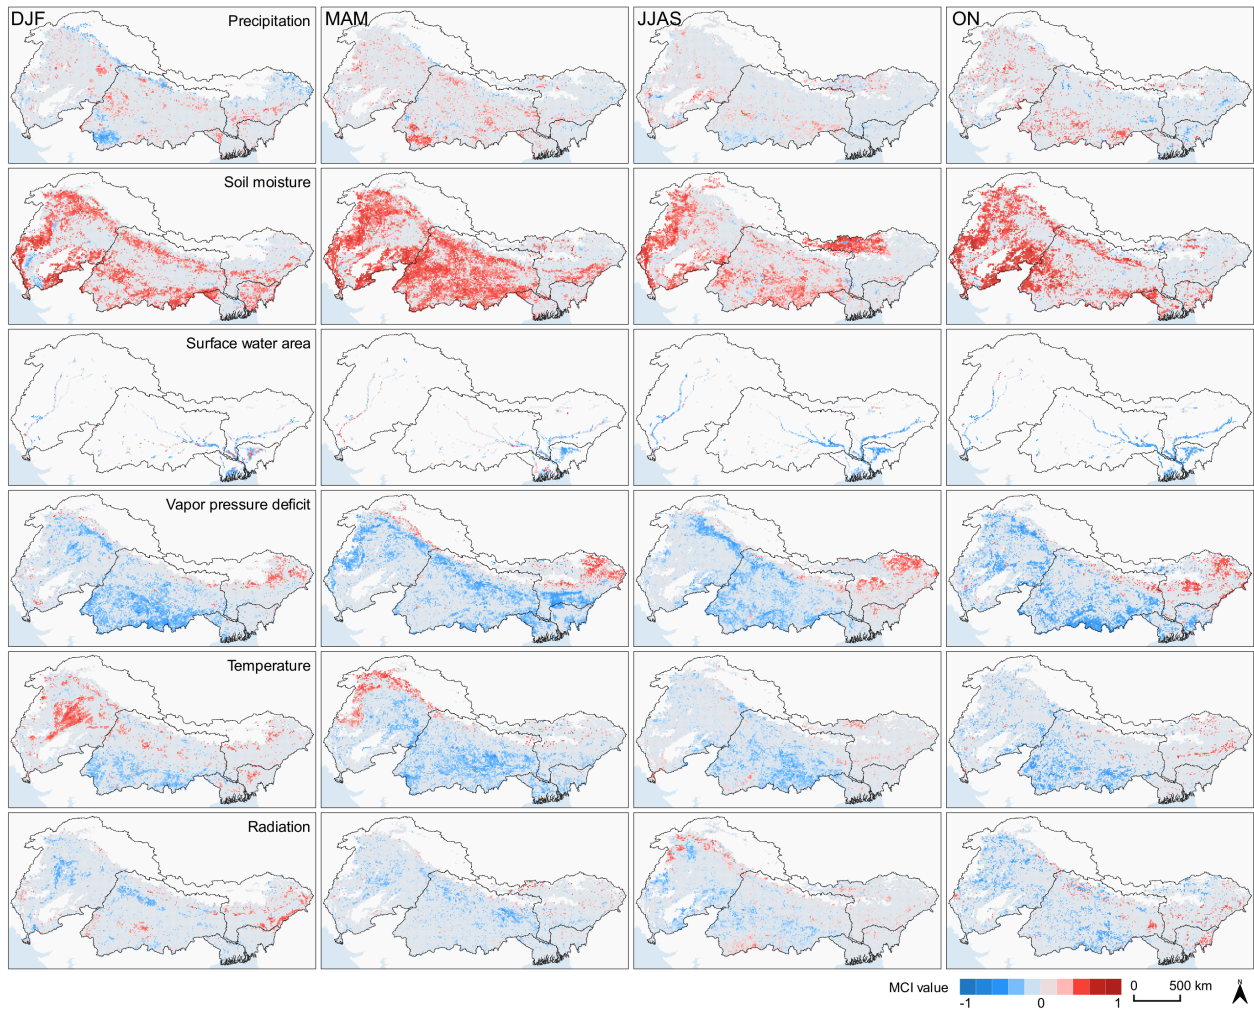 DJF MAM JJAS ON
Precipitation
Soil moisture
Surface water area
Vapor pressure deficit
Temperature
Radiation
MCI value
-1 0 1
0 500 km
N